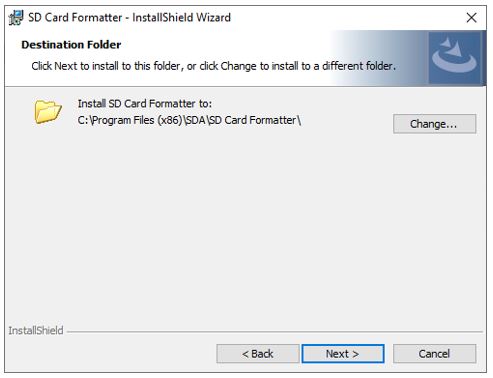 SD Card Formatter - InstallShield Wizard
Destination Folder
Click Next to install to this folder, or click Change to install to a different folder.
Install SD Card Formatter to:
C:\Program Files (x86)\SDA\SD Card Formatter\
Change...
InstallShield
< Back
Next >
Cancel